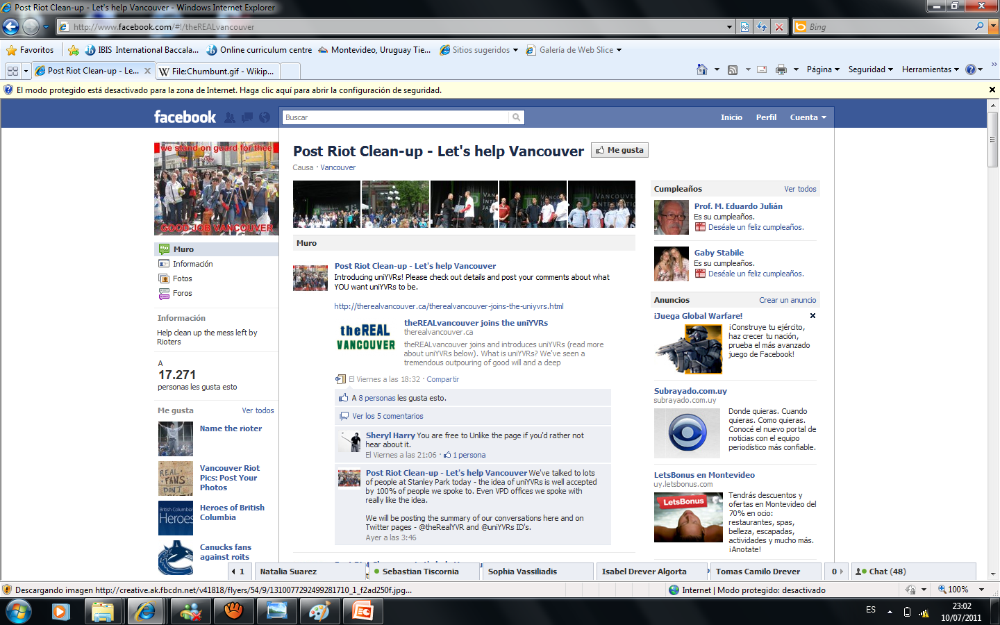 Post Riot Clean-up - Let's help Vancouver - Windows Internet Explorer
http://www.facebook.com/#!/theREALvancouver
Bing
Favoritos
IBIS International Baccala...
Online curriculum centre
Montevideo, Uruguay Tie...
Sitios sugeridos
Galería de Web Slice
Post Riot Clean-up - Le...
W File:Chumbunt.gif - Wikip...
Página
Seguridad
Herramientas
El modo protegido está desactivado para la zona de Internet. Haga clic aquí para abrir la configuración de seguridad.
facebook
Buscar
Inicio
Perfil
Cuenta
we stand on guard for thee
GOOD JOB VANCOUVER
Muro
Información
Fotos
Foros
Información
Help clean up the mess left by
Rioters
A
17.271
personas les gusta esto
Me gusta
Ver todos
Name the rioter
REAL FANS DON'T
Vancouver Riot
Pics: Post Your
Photos
British Columbia's
Heroes
Heroes of British
Columbia
Canucks fans
against roits
Post Riot Clean-up - Let's help Vancouver
Me gusta
Causa · Vancouver
Muro
Post Riot Clean-up - Let's help Vancouver
Introducing uniYVRs! Please check out details and post your comments about what
YOU want uniYVRs to be.
http://therealvancouver.ca/therealvancouver-joins-the-uniyvrs.html
theREAL
VANCOUVER
theREALvancouver joins the uniYVRs
therealvancouver.ca
theREALvancouver joins and introduces uniYVRs (read more
about uniYVRs below). What is uniYVRs? We've seen a
tremendous outpouring of good will and a deep
El Viernes a las 18:32 · Compartir
A 8 personas les gusta esto.
Ver los 5 comentarios
Sheryl Harry You are free to Unlike the page if you'd rather not
hear about it.
El Viernes a las 21:06 · 1 persona
Post Riot Clean-up - Let's help Vancouver We've talked to lots
of people at Stanley Park today - the idea of uniYVRs is well accepted
by 100% of people we spoke to. Even VPD offices we spoke with
really like the idea.
We will be posting the summary of our conversations here and on
Twitter pages - @theRealYVR and @uniYVRs ID's.
Ayer a las 3:46
Cumpleaños
Ver todos
Prof. M. Eduardo Julián
Es su cumpleaños.
Deséale un feliz cumpleaños.
Gaby Stabile
Es su cumpleaños.
Deséale un feliz cumpleaños.
Anuncios
Crear un anuncio
¡Juega Global Warfare!
¡Construye tu ejército,
haz crecer tu nación,
prueba el más avanzado
juego de Facebook!
Subrayado.com.uy
subrayado.com.uy
Donde quieras. Cuando
quieras. Como quieras.
Conocé el nuevo portal de
noticias con el equipo
periodístico más confiable.
LetsBonus en Montevideo
uy.letsbonus.com
LetsBonus
Tendrás descuentos y
ofertas en Montevideo del
70% en ocio:
restaurantes, spas,
belleza, escapadas,
actividades y mucho más.
¡Anotate!
1
Natalia Suarez
Sebastian Tiscornia
Sophia Vassiliadis
Isabel Drever Algorta
Tomas Camilo Drever
0
Chat (48)
Descargando imagen http://creative.ak.fbcdn.net/v41818/flyers/54/9/1310077292499281710_1_f2ad250f.jpg...
Internet | Modo protegido: desactivado
100%
ES
23:02
10/07/2011